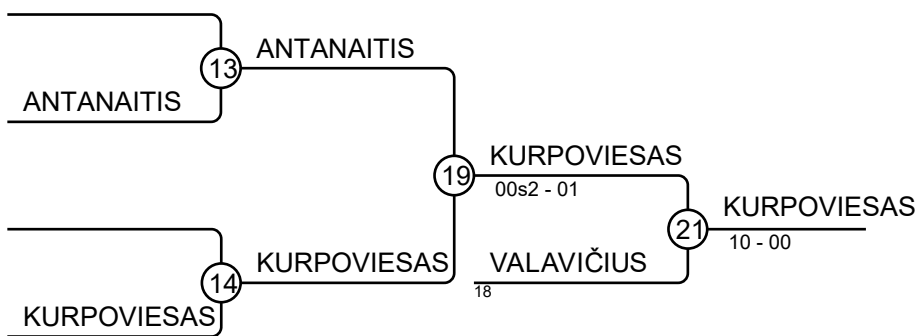 ANTANAITIS
13
ANTANAITIS
KURPOVIESAS
19
00s2 - 01
KURPOVIESAS
21
10 - 00
KURPOVIESAS
14
VALAVIČIUS
18
KURPOVIESAS